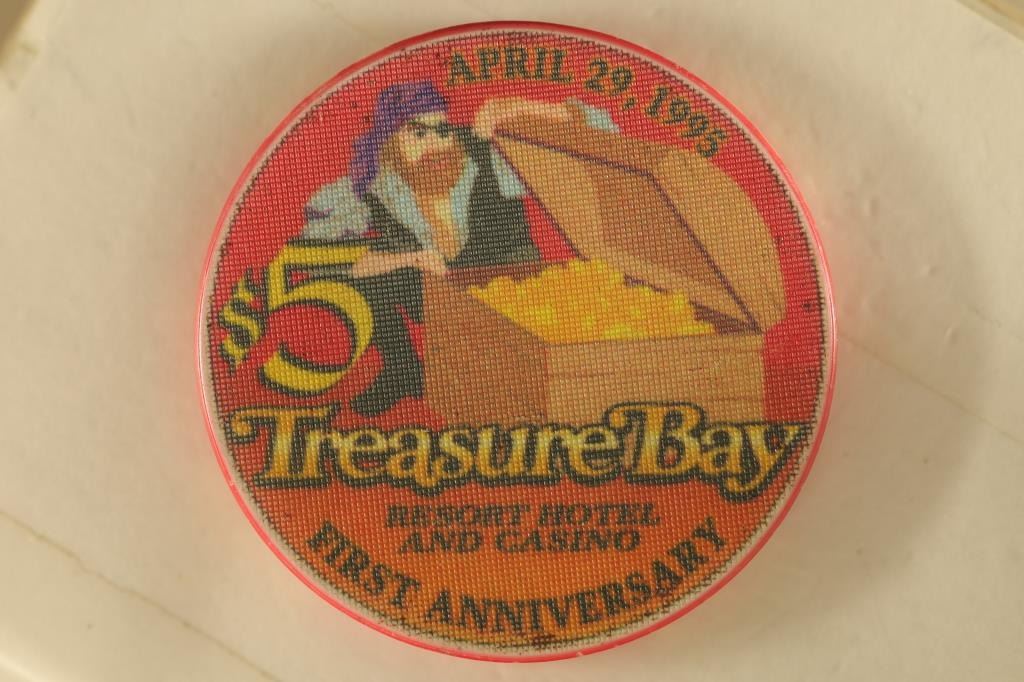 APRIL 29, 1995
$5
Treasure Bay
RESORT HOTEL
AND CASINO
FIRST ANNIVERSARY